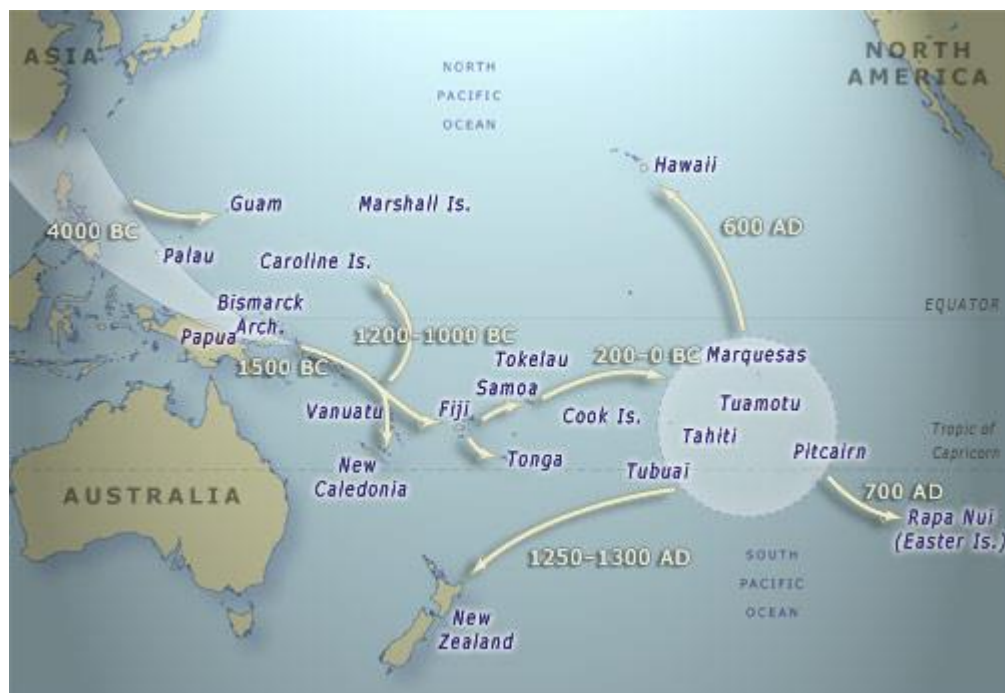 ASIA
NORTH
AMERICA
NORTH
PACIFIC
OCEAN
Hawaii
Guam
Marshall Is.
4000 BC
600 AD
Palau
Caroline Is.
Bismarck
Arch.
EQUATOR
Papua
1200-1000 BC
1500 BC
Tokelau
200-0 BC
Marquesas
Samoa
Vanuatu
Fiji
Cook Is.
Tuamotu
Tahiti
Tropic of
Capricorn
Pitcairn
New
Caledonia
Tonga
Tubuai
AUSTRALIA
700 AD
Rapa Nui
(Easter Is.)
1250-1300 AD
SOUTH
PACIFIC
OCEAN
New
Zealand